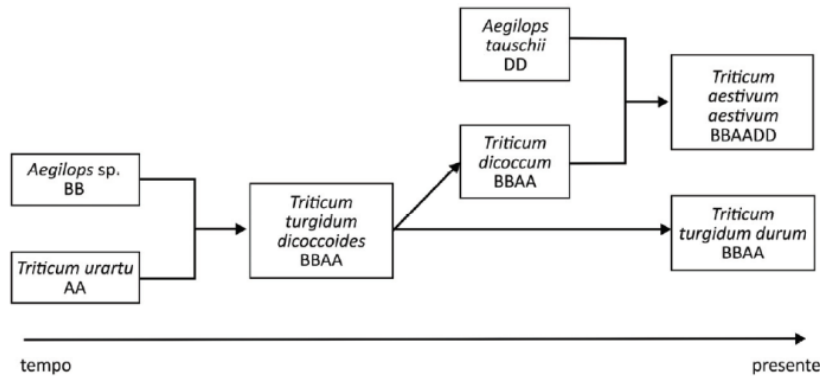 Aegilops
tauschii
DD
Triticum
aestivum
aestivum
BBAADD
Triticum
dicoccum
BBAA
Aegilops sp.
BB
Triticum
turgidum
dicoccoides
BBAA
Triticum
turgidum durum
BBAA
Triticum urartu
AA
tempo
presente